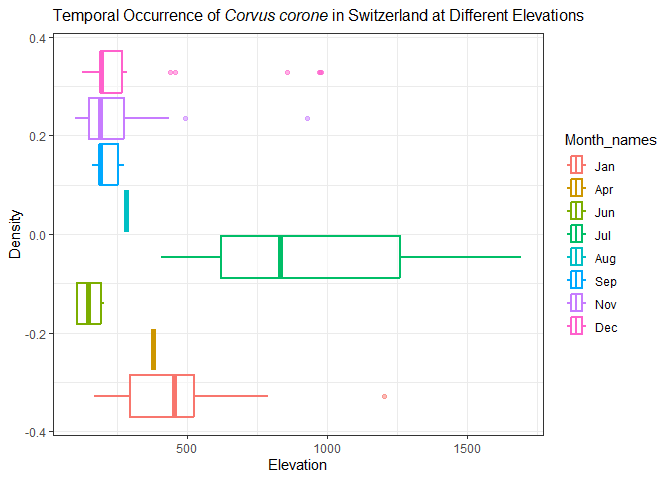 Temporal Occurrence of Corvus corone in Switzerland at Different Elevations
0.4
0.2
0.0
-0.2
-0.4
Density
500
1000
1500
Elevation
Month_names
Jan
Apr
Jun
Jul
Aug
Sep
Nov
Dec